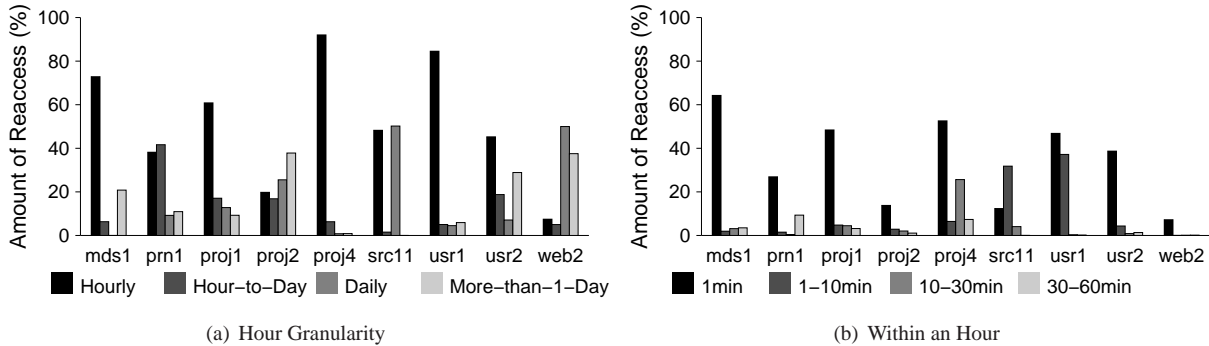 Amount of Reaccess (%)
100
80
60
40
20
0
mds1 prn1 proj1 proj2 proj4 src11 usr1 usr2 web2
Hourly Hour−to−Day Daily More−than−1−Day
(a) Hour Granularity
Amount of Reaccess (%)
100
80
60
40
20
0
mds1 prn1 proj1 proj2 proj4 src11 usr1 usr2 web2
1min 1−10min 10−30min 30−60min
(b) Within an Hour